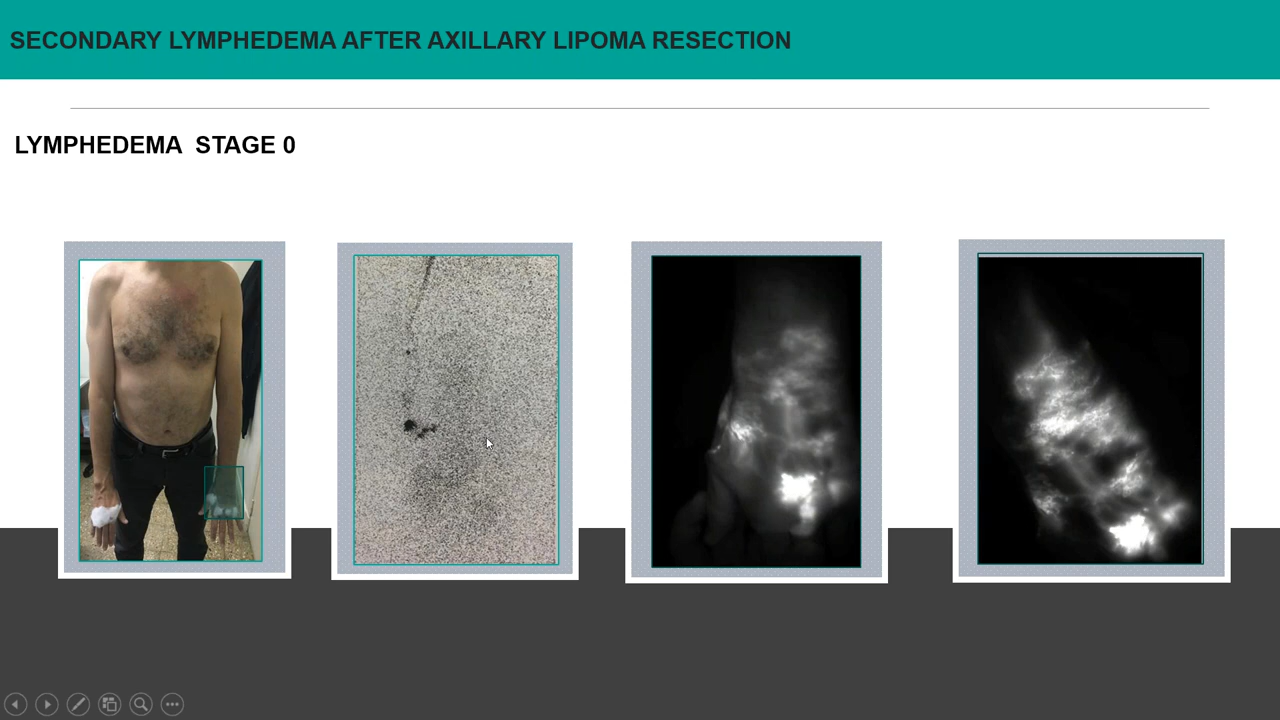 SECONDARY LYMPHEDEMA AFTER AXILLARY LIPOMA RESECTION
LYMPHEDEMA STAGE 0